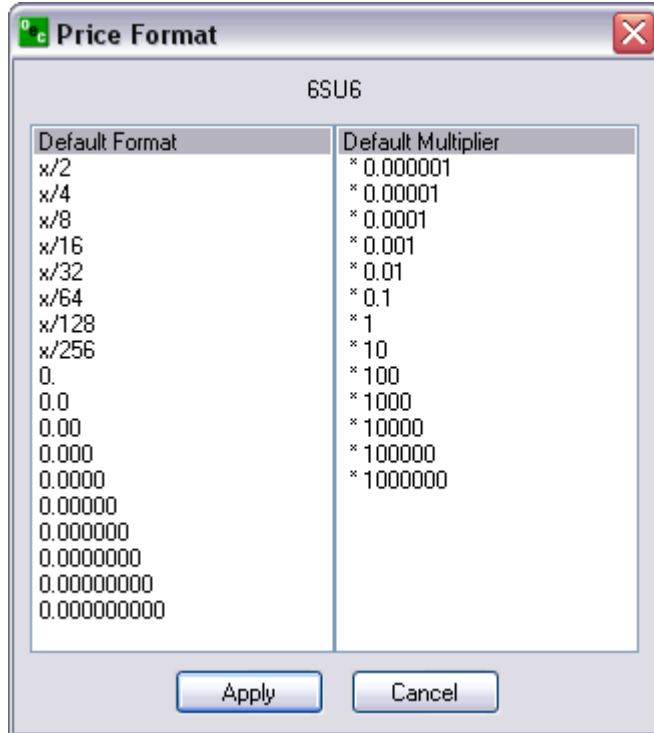 oec Price Format
6SU6
Default Format
x/2
x/4
x/8
x/16
x/32
x/64
x/128
x/256
0.
0.0
0.00
0.000
0.0000
0.00000
0.000000
0.0000000
0.00000000
0.000000000
Default Multiplier
* 0.000001
* 0.00001
* 0.0001
* 0.001
* 0.01
* 0.1
* 1
* 10
* 100
* 1000
* 10000
* 100000
* 1000000
Apply Cancel